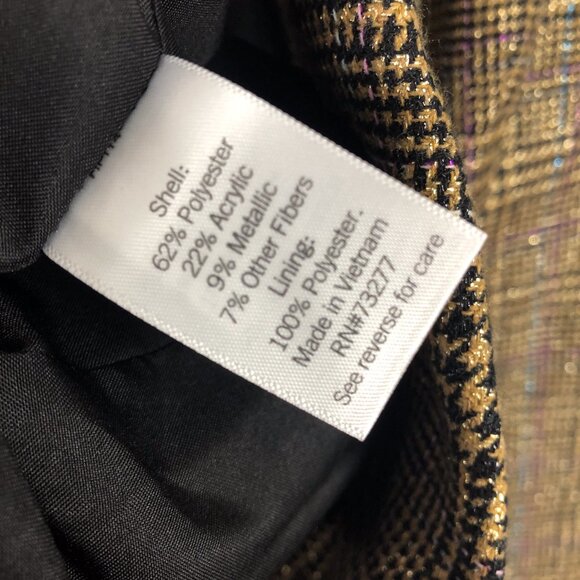 Shell:
62% Polyester
22% Acrylic
9% Metallic
7% Other Fibers
Lining:
100% Polyester.
Made in Vietnam
RN#73277
See reverse for care